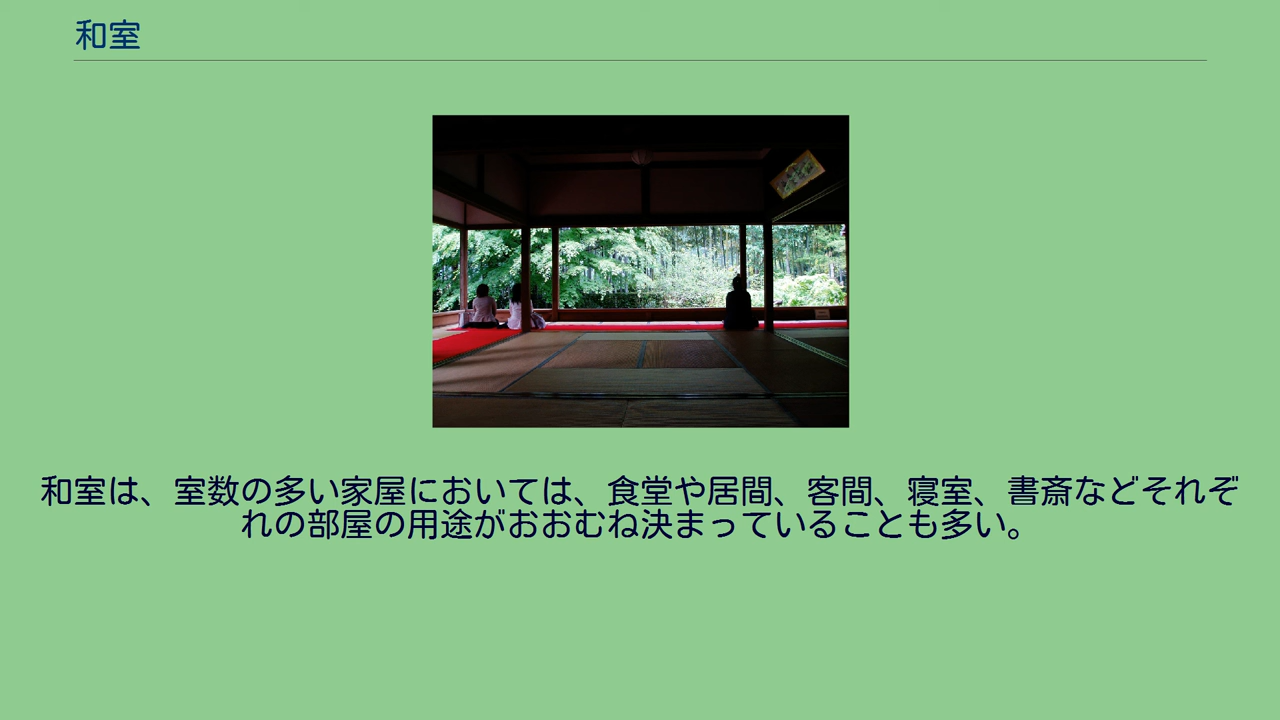 和室
和室は、室数の多い家屋においては、食堂や居間、客間、寝室、書斎などそれぞ
れの部屋の用途がおおむね決まっていることも多い。